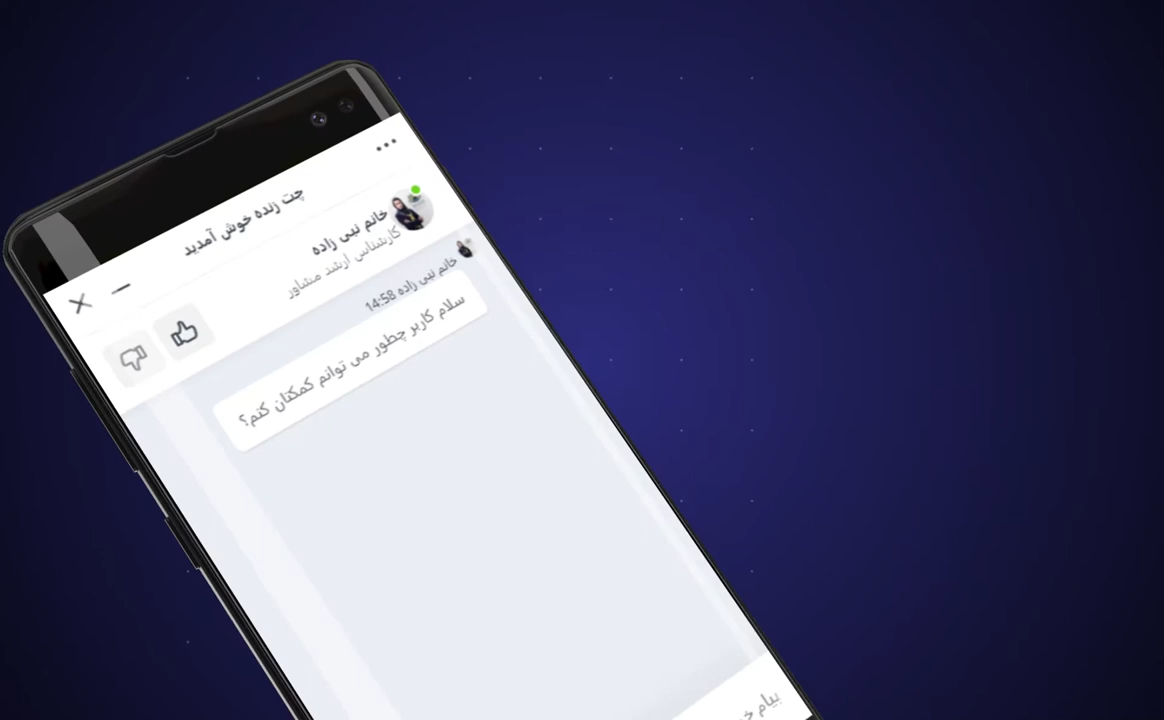 چت زنده خوش آمدید
خانم نبی زاده
کارشناس ارشد مشاور
خانم نبی زاده 14:58
سلام کاربر چطور می توانم کمکتان کنم؟
پیام